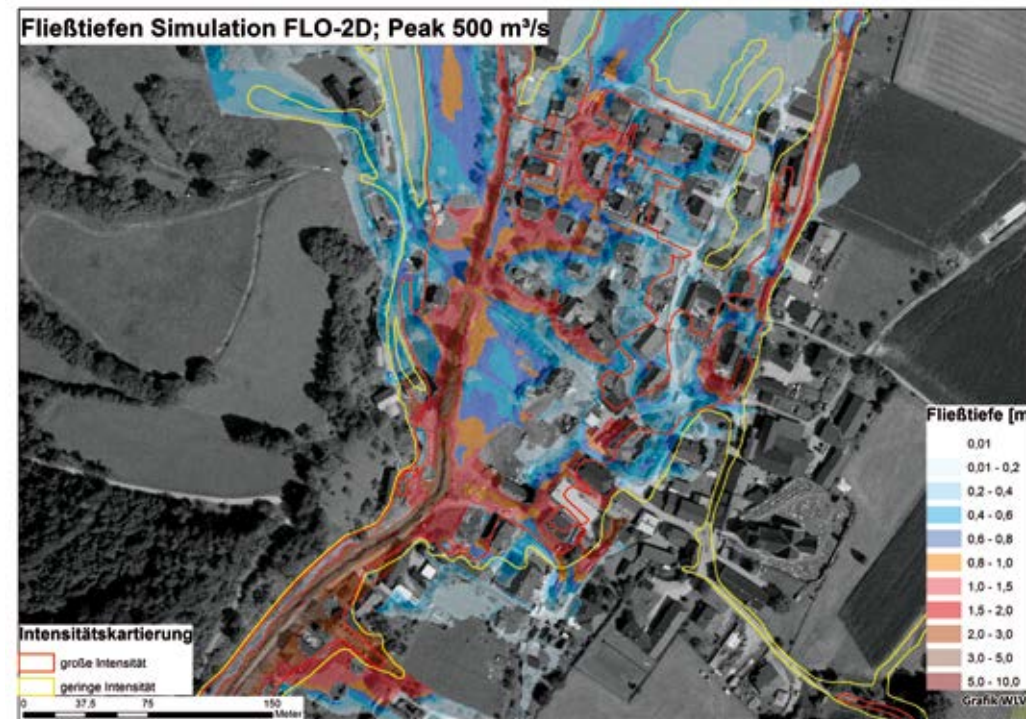 Fließtiefen Simulation FLO-2D; Peak 500 m³/s
Fließtiefe [m
0,01
0,01 - 0,2
0,2 - 0,4
0,4 - 0,6
0,6 - 0,8
0,8 - 1,0
1,0 - 1,5
1,5 - 2,0
2,0 - 3,0
3,0 - 5,0
5,0 - 10,0
Grafik WLV
Intensitätskartierung
große Intensität
geringe Intensität
0 37,5 75 150
Meter